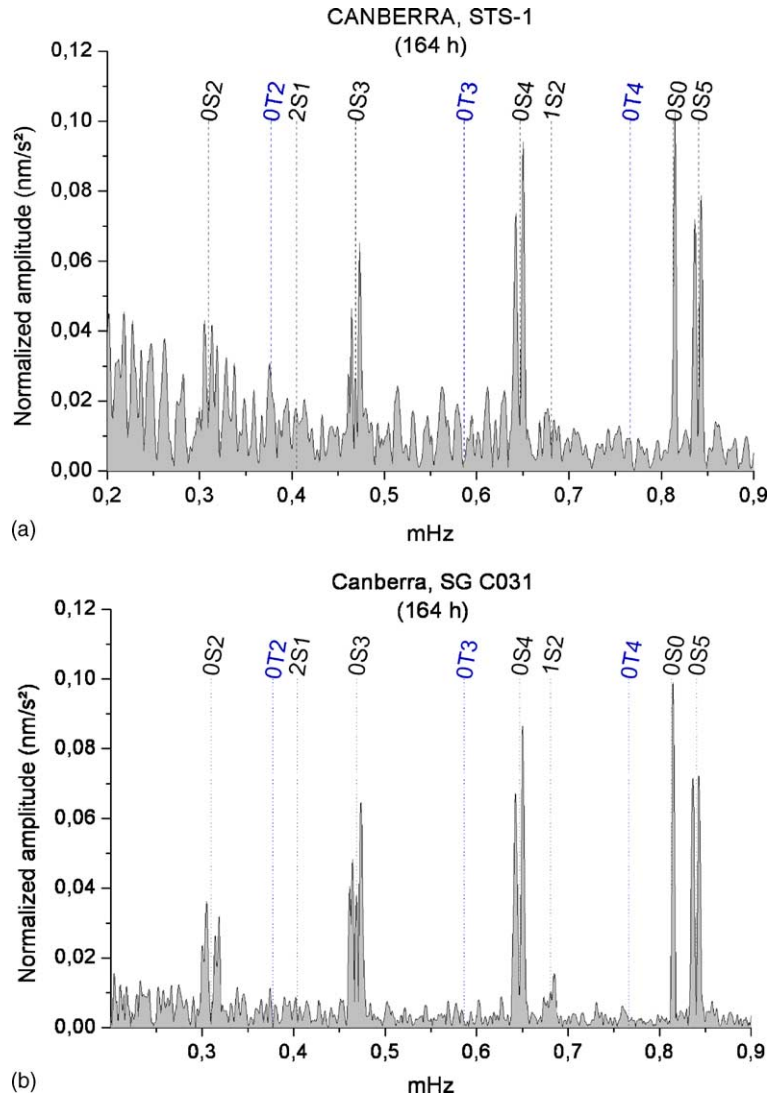 CANBERRA, STS-1
(164 h)
0,12
0,10
0,08
0,06
0,04
0,02
0,00
Normalized amplitude (nm/s²)
0S2
0T2
2S1
0S3
0T3
0S4
1S2
0T4
0S0
0S5
0,2 0,3 0,4 0,5 0,6 0,7 0,8 0,9
mHz
(a)
Canberra, SG C031
(164 h)
0,12
0,10
0,08
0,06
0,04
0,02
0,00
Normalized amplitude (nm/s²)
0S2
0T2
2S1
0S3
0T3
0S4
1S2
0T4
0S0
0S5
0,3 0,4 0,5 0,6 0,7 0,8 0,9
mHz
(b)